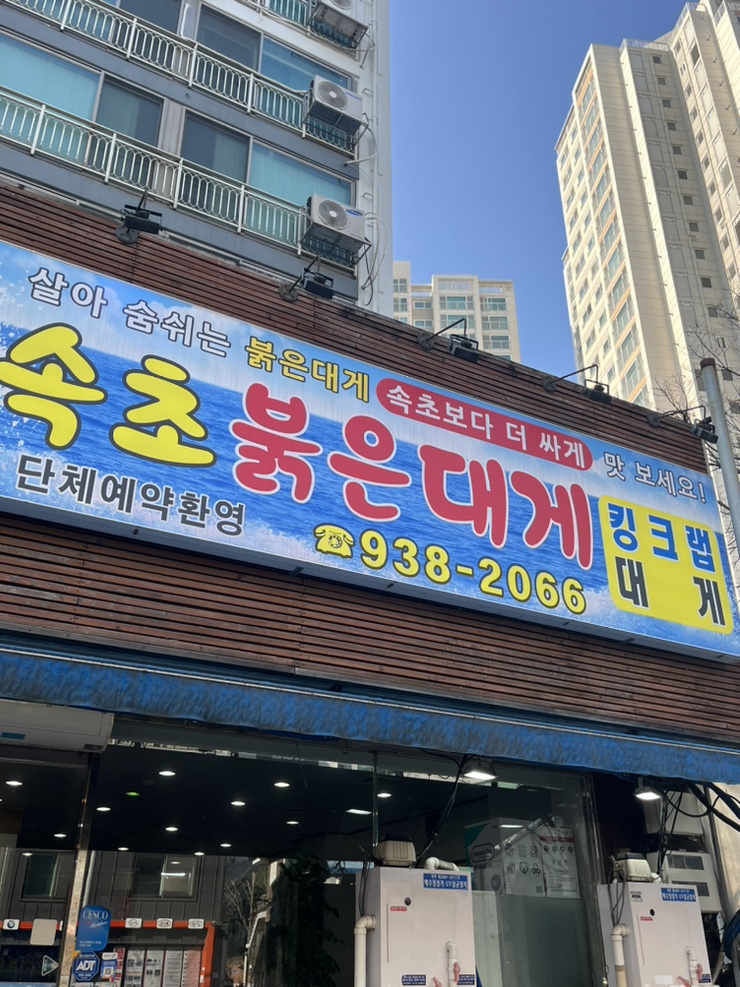 살아 숨쉬는 붉은대게 속초보다 더 싸게 맛 보세요!
속초 붉은대게
킹크랩
대게
단체예약환영
☎938-2066
CESCO
ADT